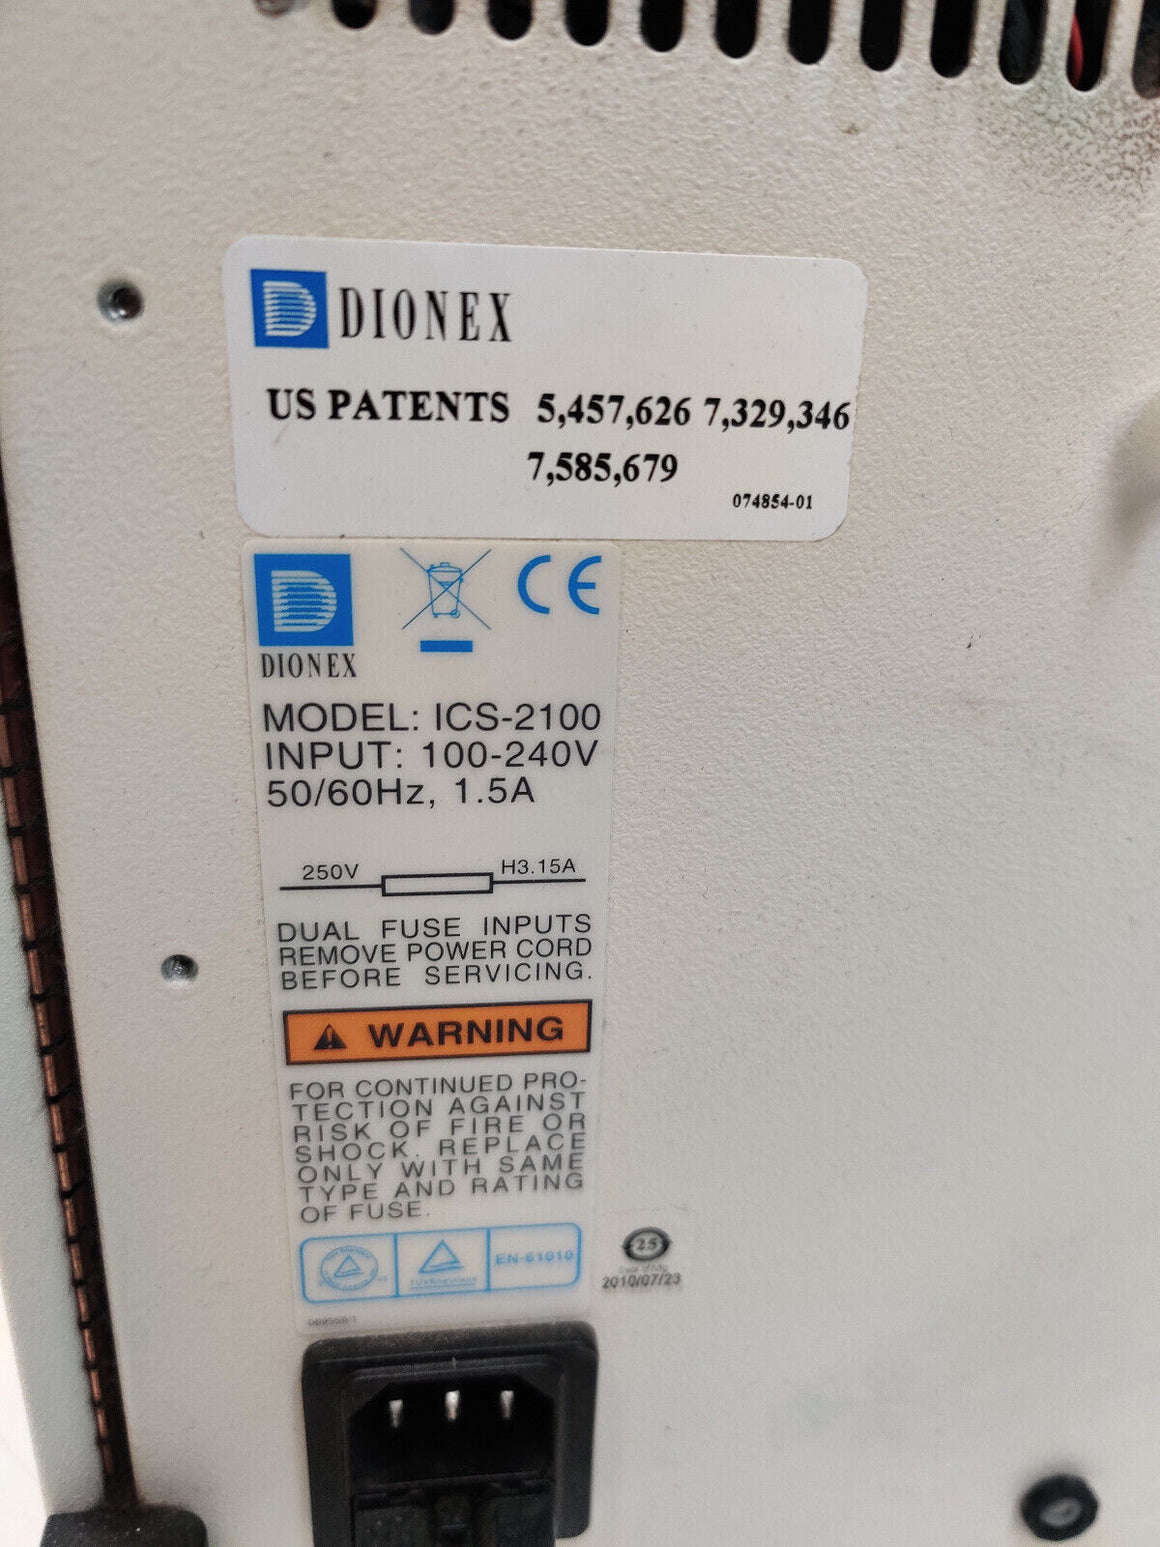 DIONEX
US PATENTS 5,457,626 7,329,346
7,585,679
074854-01
DIONEX
MODEL: ICS-2100
INPUT: 100-240V
50/60Hz, 1.5A
250V H3.15A
DUAL FUSE INPUTS
REMOVE POWER CORD
BEFORE SERVICING.
WARNING
FOR CONTINUED PRO-
TECTION AGAINST
RISK OF FIRE OR
SHOCK. REPLACE
ONLY WITH SAME
TYPE AND RATING
OF FUSE.
TÜVRheinland
EN-61010
25
2010/07/23